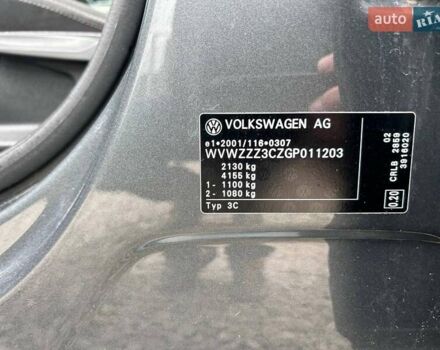 auto RIA
VOLKSWAGEN AG
e1*2001/116*0307
WVWZZZ3CZGP011203
2130 kg
4155 kg
1 - 1100 kg
2 - 1080 kg
Typ 3C
02
CRLB 2859
3916020
0.20